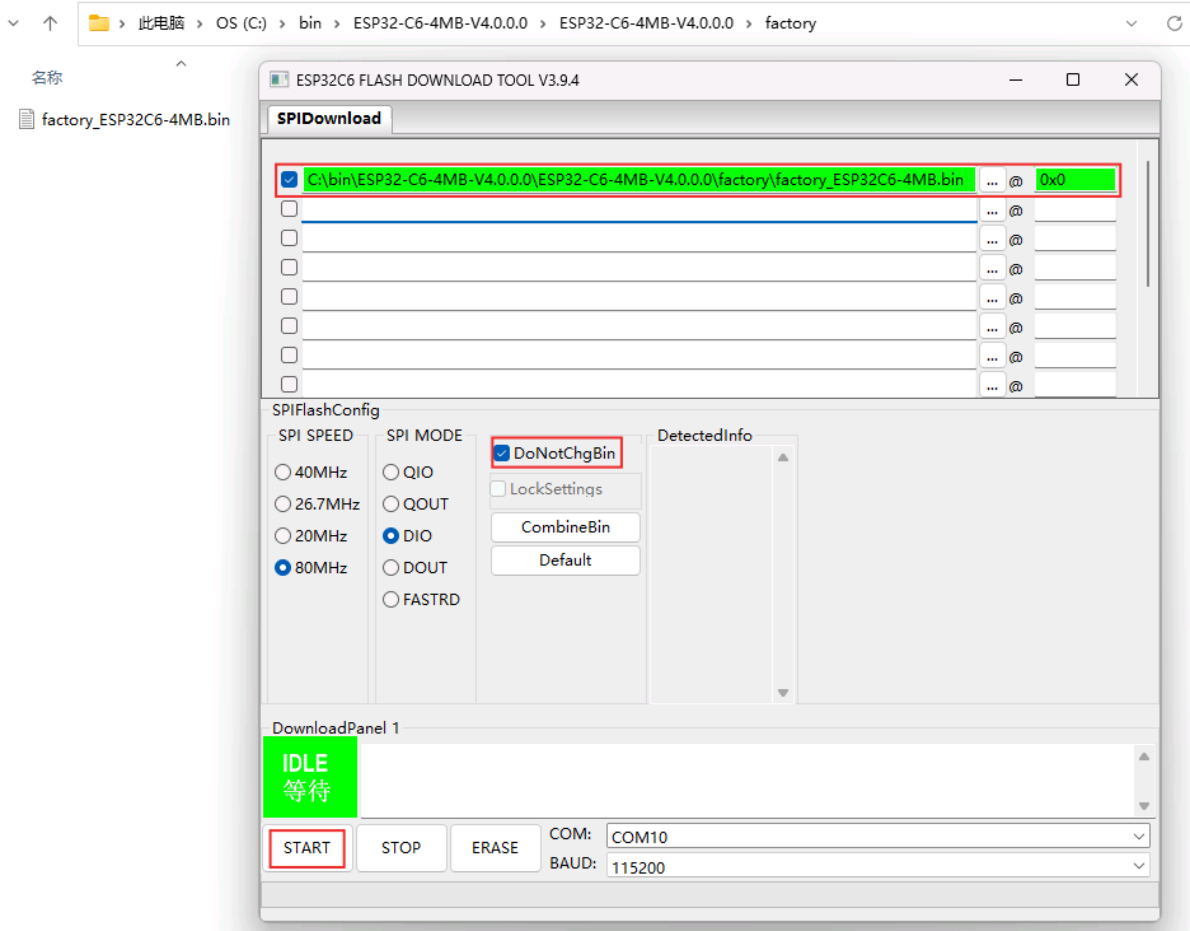 此电脑 > OS (C:) > bin > ESP32-C6-4MB-V4.0.0.0 > ESP32-C6-4MB-V4.0.0.0 > factory
名称
factory_ESP32C6-4MB.bin
ESP32C6 FLASH DOWNLOAD TOOL V3.9.4
SPIDownload
C:\bin\ESP32-C6-4MB-V4.0.0.0\ESP32-C6-4MB-V4.0.0.0\factory\factory_ESP32C6-4MB.bin ... @ 0x0
... @
... @
... @
... @
... @
... @
... @
SPIFlashConfig
SPI SPEED
40MHz
26.7MHz
20MHz
80MHz
SPI MODE
QIO
QOUT
DIO
DOUT
FASTRD
DoNotChgBin
LockSettings
CombineBin
Default
DetectedInfo
DownloadPanel 1
IDLE
等待
START STOP ERASE
COM: COM10
BAUD: 115200